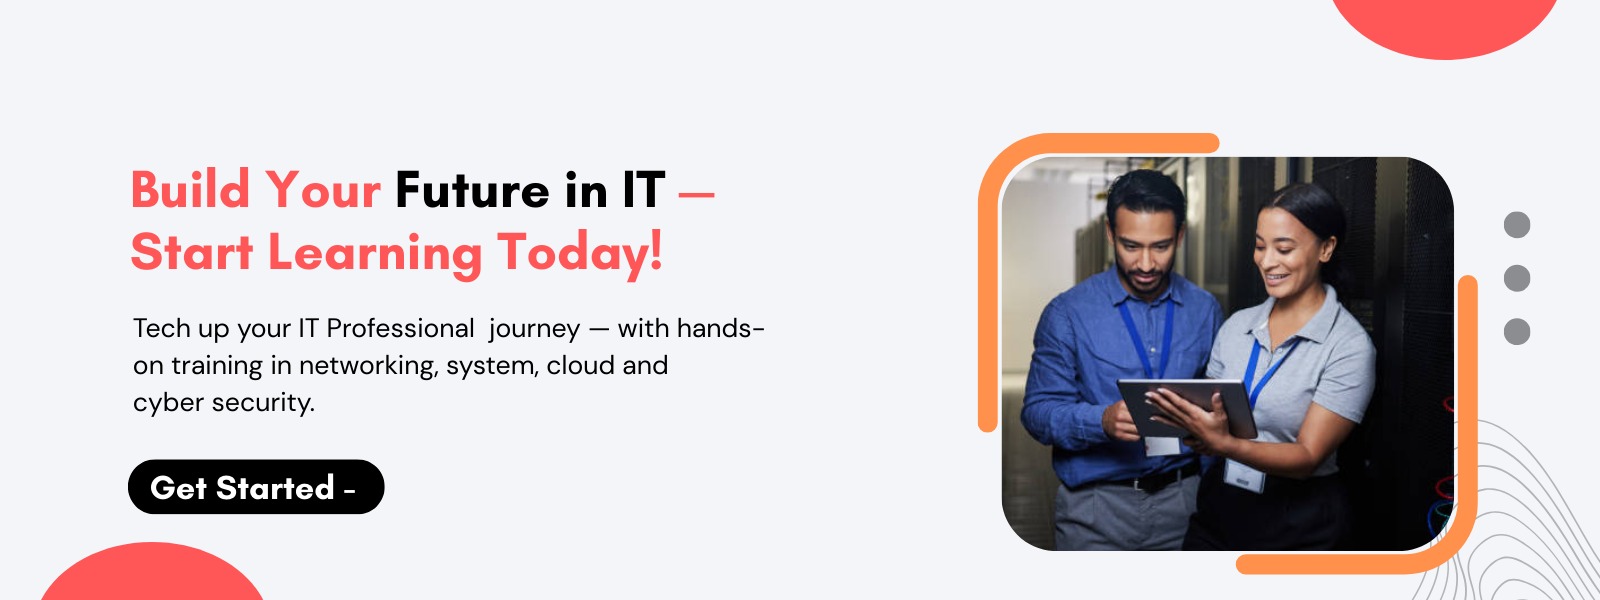 Build Your Future in IT —
Start Learning Today!
Tech up your IT Professional  journey — with hands-
on training in networking, system, cloud and
cyber security.
Get Started -